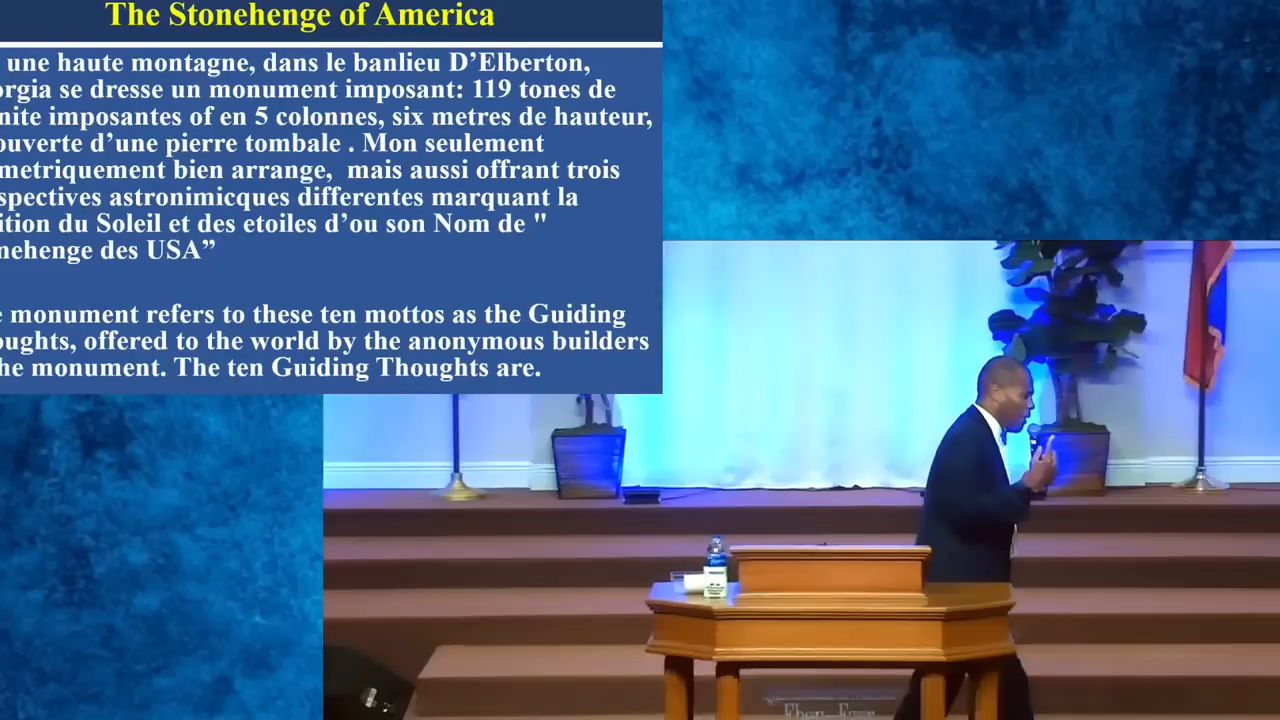 The Stonehenge of America
une haute montagne, dans le banlieu D’Elberton,
orgia se dresse un monument imposant: 119 tones de
nite imposantes of en 5 colonnes, six metres de hauteur,
ouverte d’une pierre tombale . Mon seulement
metriquement bien arrange, mais aussi offrant trois
spectives astronimicques differentes marquant la
ition du Soleil et des etoiles d’ou son Nom de "
nehenge des USA”
e monument refers to these ten mottos as the Guiding
oughts, offered to the world by the anonymous builders
he monument. The ten Guiding Thoughts are.